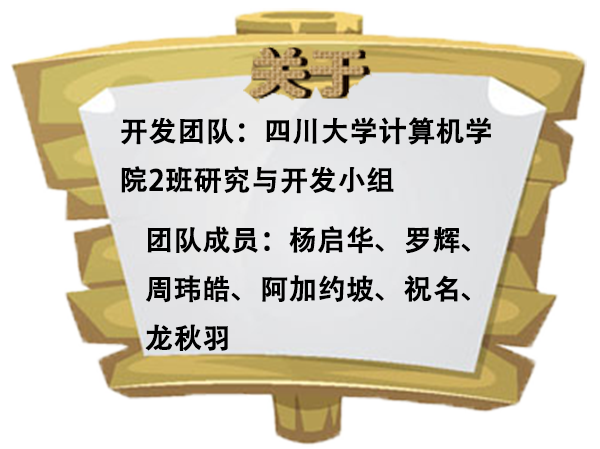 关于
开发团队：四川大学计算机学
院2班研究与开发小组
团队成员：杨启华、罗辉、
周玮皓、阿加约坡、祝名、
龙秋羽